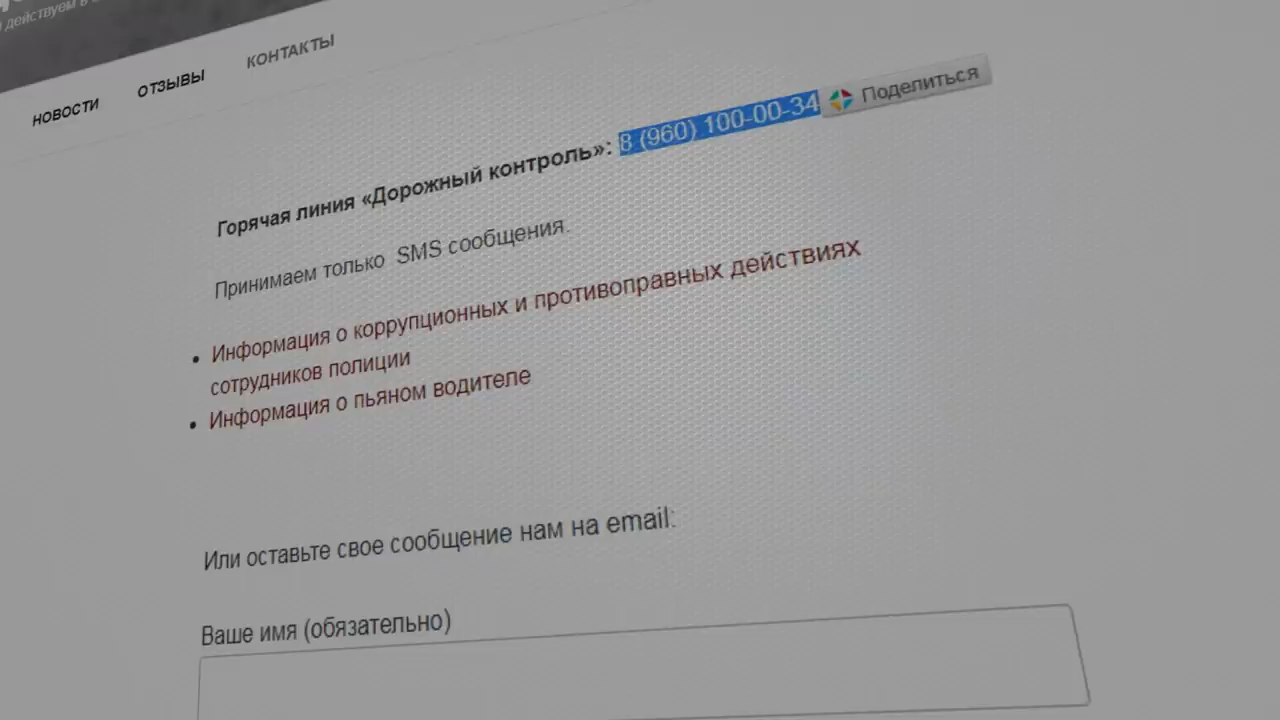 действуем в
НОВОСТИ ОТЗЫВЫ КОНТАКТЫ
Горячая линия «Дорожный контроль»: 8 (960) 100-00-34 Поделиться
Принимаем только SMS сообщения.
• Информация о коррупционных и противоправных действиях
сотрудников полиции
• Информация о пьяном водителе
Или оставьте свое сообщение нам на email:
Ваше имя (обязательно)